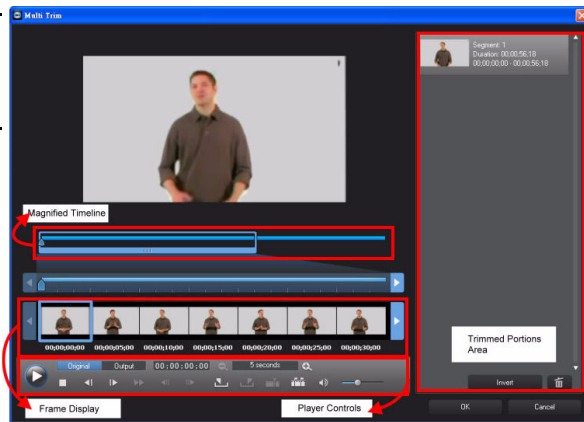 Multi Trim
Segment: 1
Duration: 00;00;56;18
00;00;00;00 - 00;00;56;18
Magnified Timeline
00;00;00;00 00;00;05;00 00;00;10;00 00;00;15;00 00;00;20;00 00;00;25;00 00;00;30;00
Trimmed Portions
Area
Original Output 00:00:00:00 5 seconds
Invert
Frame Display
Player Controls
OK Cancel